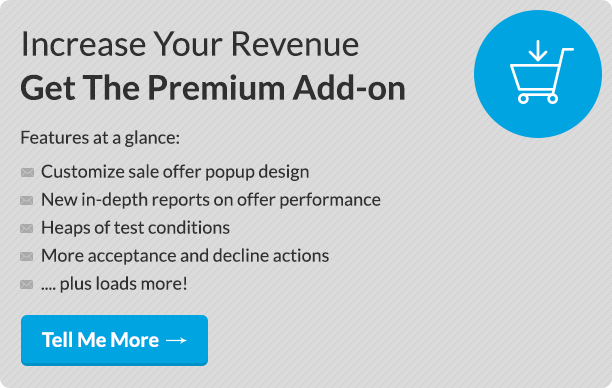 Increase Your Revenue
Get The Premium Add-on
Features at a glance:
Customize sale offer popup design
New in-depth reports on offer performance
Heaps of test conditions
More acceptance and decline actions
.... plus loads more!
Tell Me More →